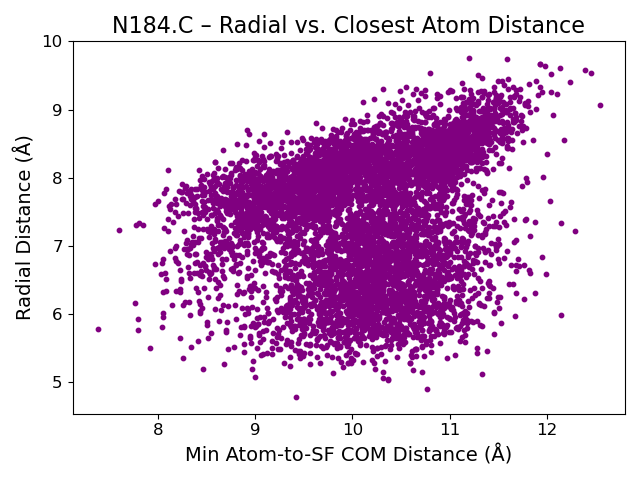 N184.C – Radial vs. Closest Atom Distance
Radial Distance (Å)
10
9
8
7
6
5
8 9 10 11 12
Min Atom-to-SF COM Distance (Å)